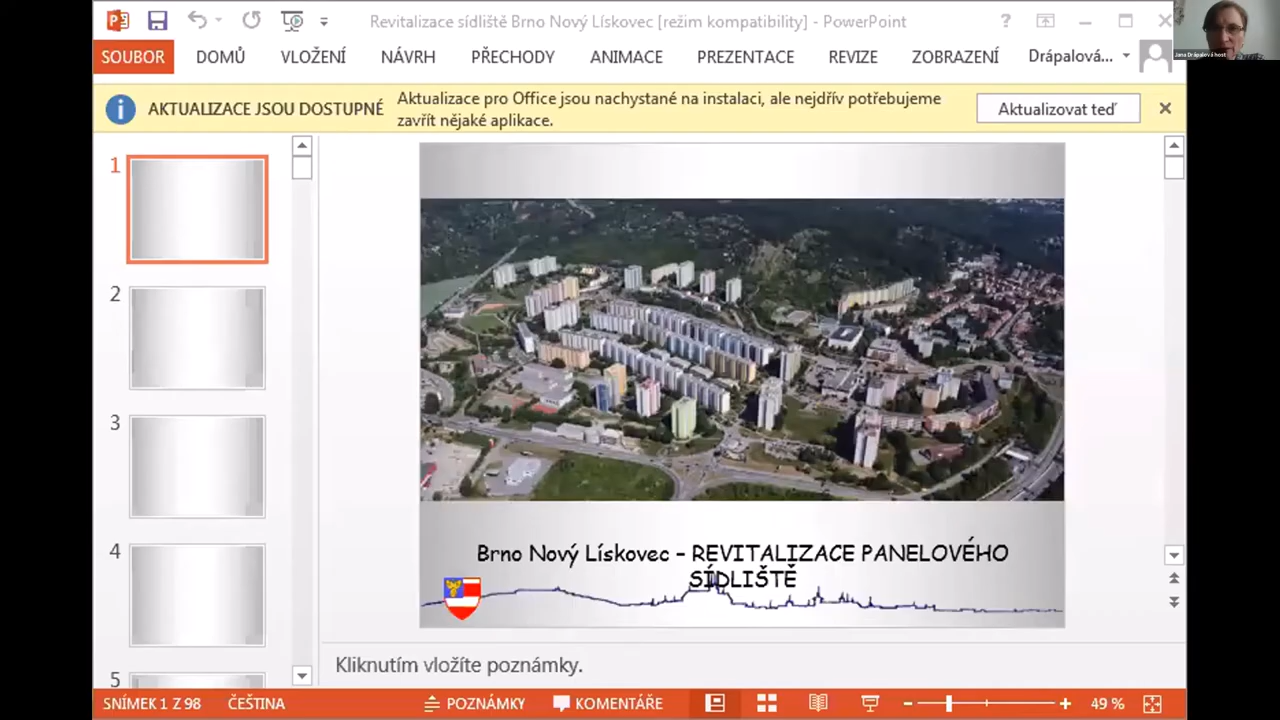 Revitalizace sídliště Brno Nový Lískovec [režim kompatibility] - PowerPoint
?
Jana Drápalová host
SOUBOR DOMŮ VLOŽENÍ NÁVRH PŘECHODY ANIMACE PREZENTACE REVIZE ZOBRAZENÍ Drápalová...
AKTUALIZACE JSOU DOSTUPNÉ
Aktualizace pro Office jsou nachystané na instalaci, ale nejdřív potřebujeme
zavřít nějaké aplikace.
Aktualizovat teď
1
2
3
4
5
Brno Nový Lískovec – REVITALIZACE PANELOVÉHO
SÍDLIŠTĚ
Kliknutím vložíte poznámky.
SNÍMEK 1 Z 98 ČEŠTINA POZNÁMKY KOMENTÁŘE 49 %